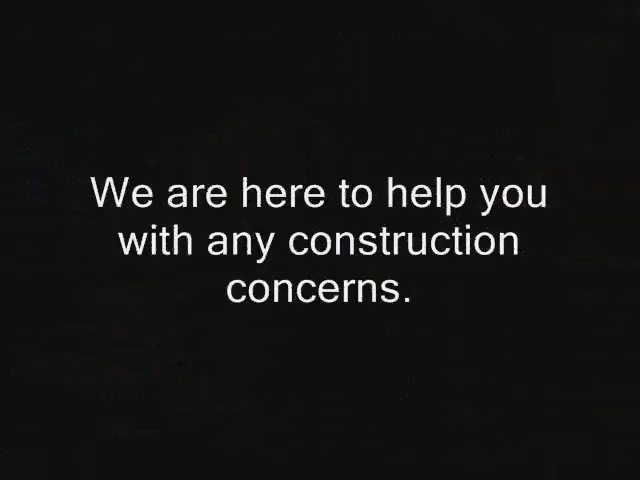 We are here to help you
with any construction
concerns.